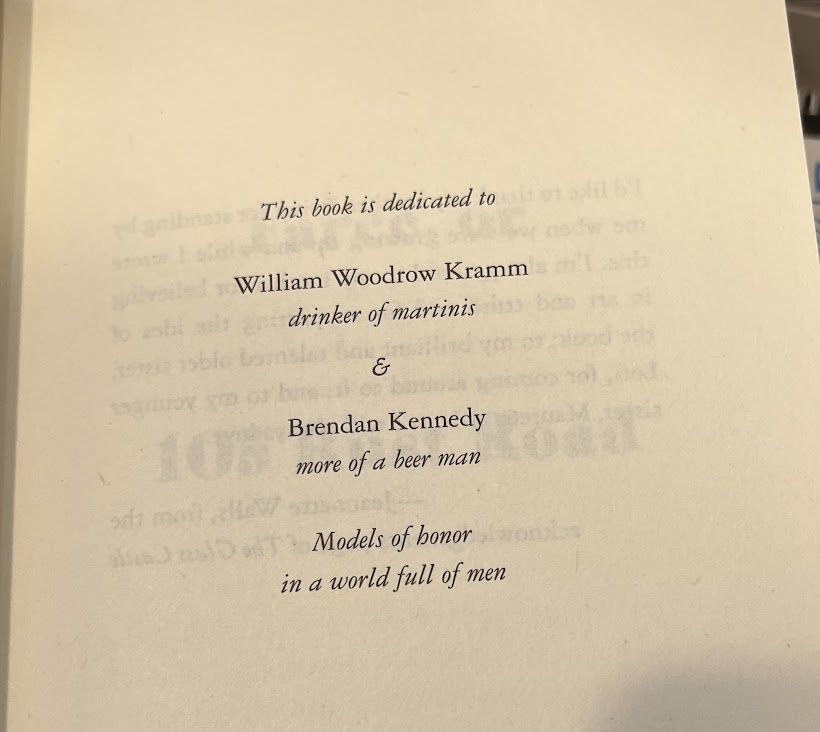 This book is dedicated to
William Woodrow Kramm
drinker of martinis
&
Brendan Kennedy
more of a beer man
Models of honor
in a world full of men